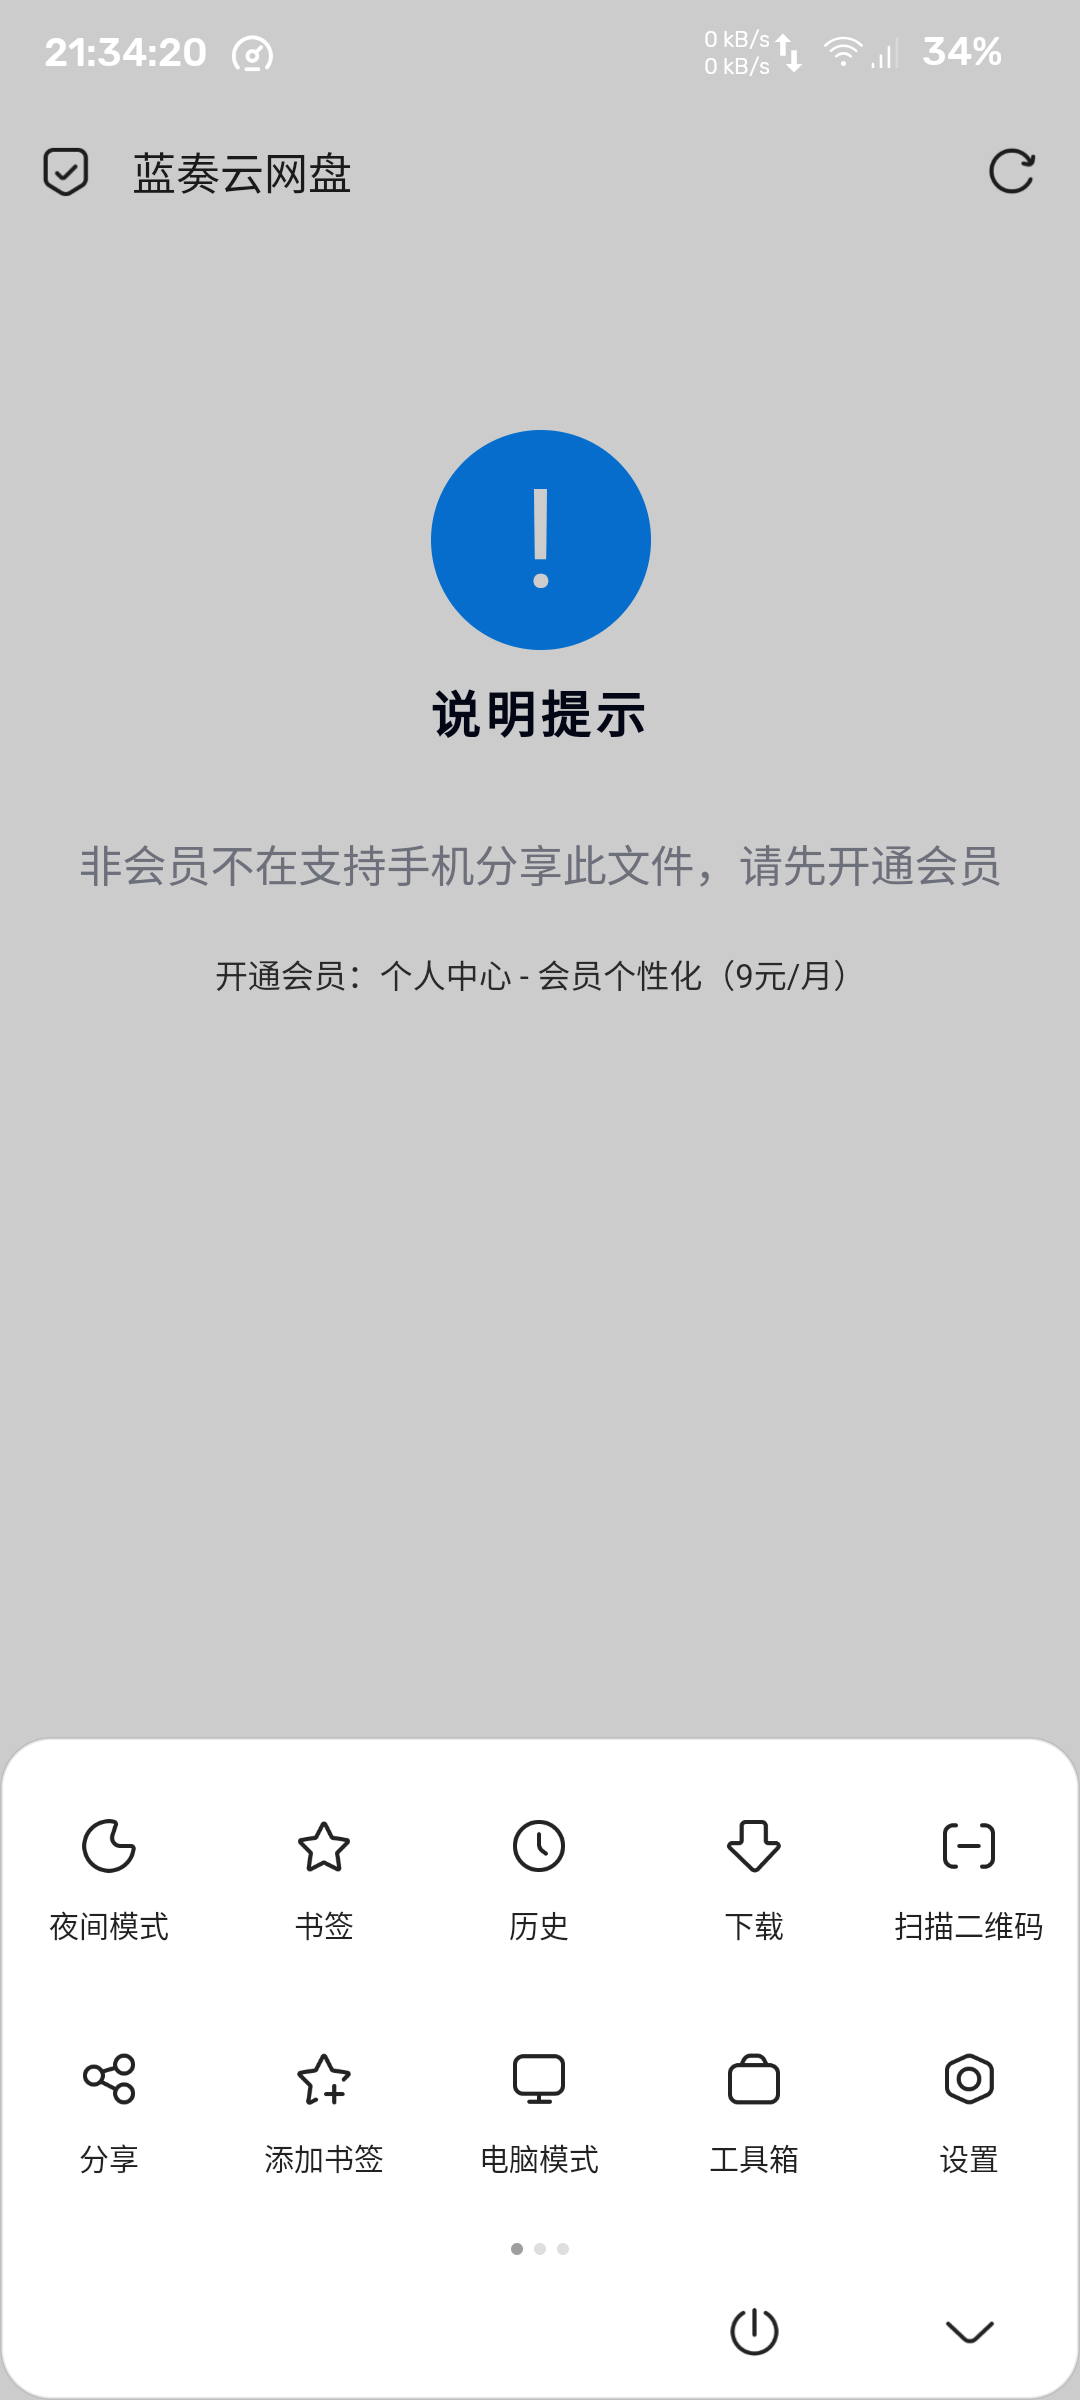 21:34:20
0 kB/s
0 kB/s
34%
蓝奏云网盘
说明提示
非会员不在支持手机分享此文件，请先开通会员
开通会员：个人中心 - 会员个性化（9元/月）
夜间模式 书签 历史 下载 扫描二维码
分享 添加书签 电脑模式 工具箱 设置